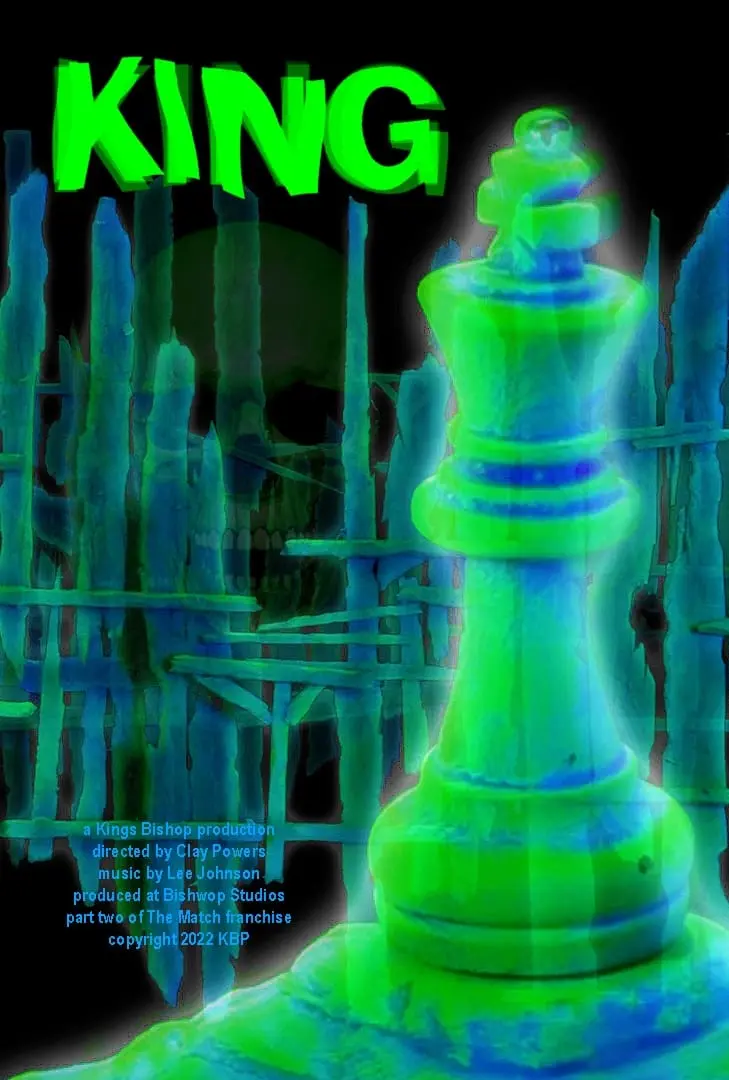 KING
a Kings Bishop production
directed by Clay Powers
music by Lee Johnson
produced at Bishwop Studios
part two of The Match franchise
copyright 2022 KBP